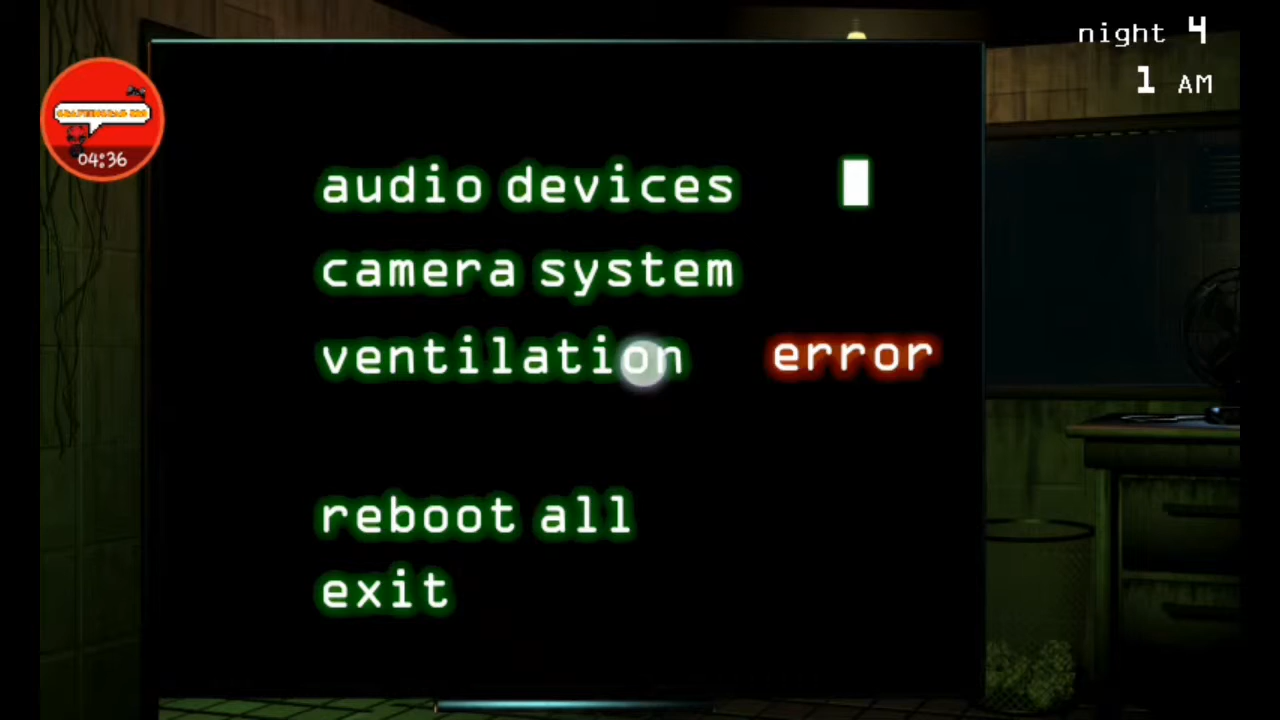 night 4
1 AM
04:36
audio devices
camera system
ventilation error
reboot all
exit